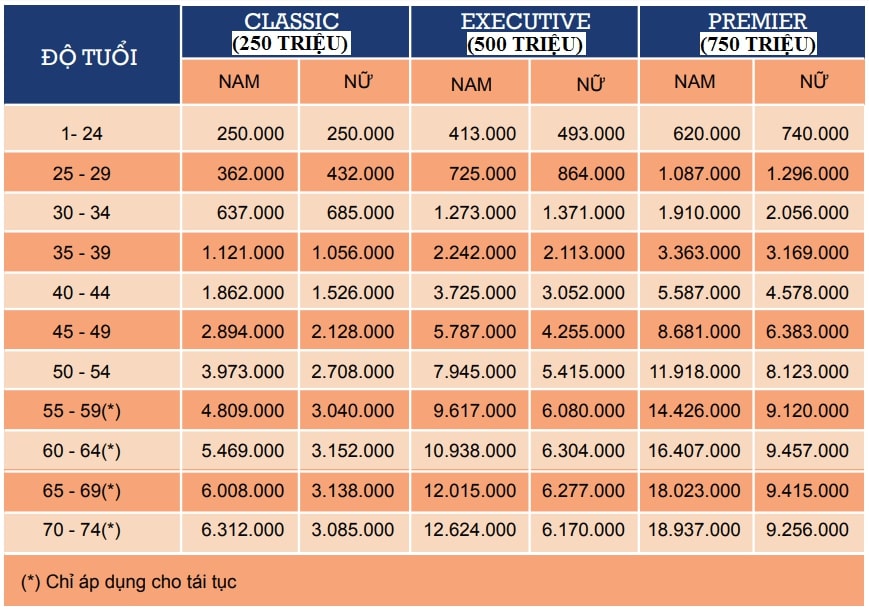 ĐỘ TUỔI CLASSIC EXECUTIVE PREMIER
(250 TRIỆU) (500 TRIỆU) (750 TRIỆU)
NAM NỮ NAM NỮ NAM NỮ
1- 24 250.000 250.000 413.000 493.000 620.000 740.000
25 - 29 362.000 432.000 725.000 864.000 1.087.000 1.296.000
30 - 34 637.000 685.000 1.273.000 1.371.000 1.910.000 2.056.000
35 - 39 1.121.000 1.056.000 2.242.000 2.113.000 3.363.000 3.169.000
40 - 44 1.862.000 1.526.000 3.725.000 3.052.000 5.587.000 4.578.000
45 - 49 2.894.000 2.128.000 5.787.000 4.255.000 8.681.000 6.383.000
50 - 54 3.973.000 2.708.000 7.945.000 5.415.000 11.918.000 8.123.000
55 - 59(*) 4.809.000 3.040.000 9.617.000 6.080.000 14.426.000 9.120.000
60 - 64(*) 5.469.000 3.152.000 10.938.000 6.304.000 16.407.000 9.457.000
65 - 69(*) 6.008.000 3.138.000 12.015.000 6.277.000 18.023.000 9.415.000
70 - 74(*) 6.312.000 3.085.000 12.624.000 6.170.000 18.937.000 9.256.000
(*) Chỉ áp dụng cho tái tục